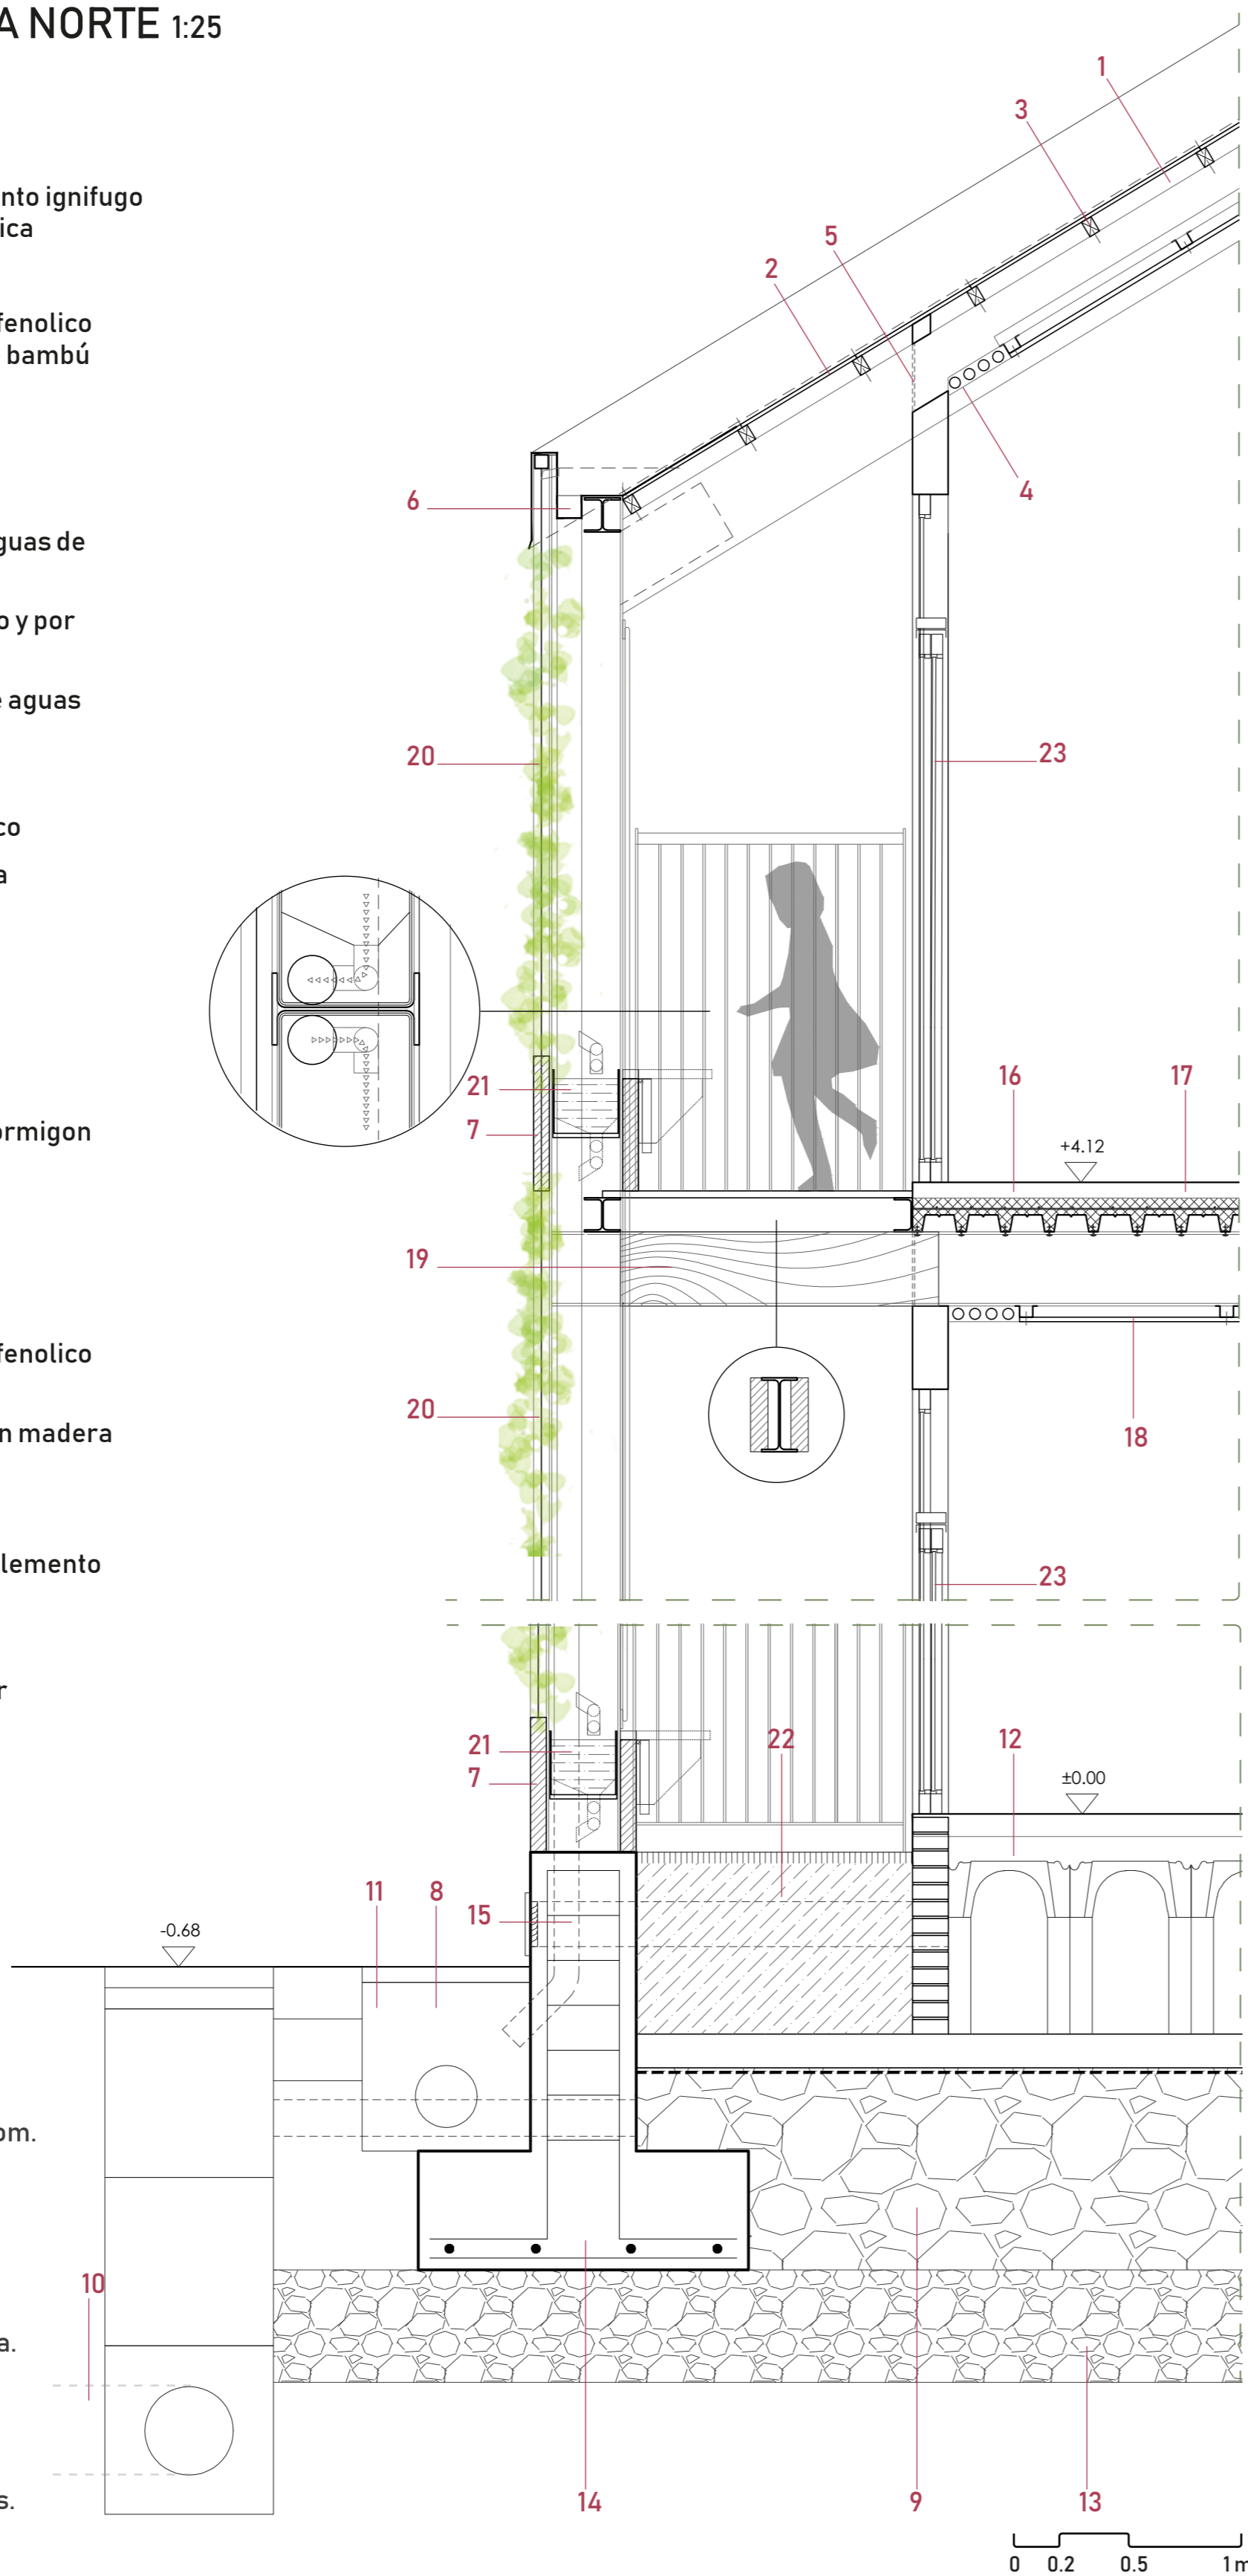 A NORTE 1:25
1
3
nto ignifugo
ica
5
2
fenolico
bambú
4
6
guas de
o y por
e aguas
20
23
co
a
21
16
17
7
ormigon
+4.12
19
fenolico
20
18
n madera
lemento
23
r
21
22
12
7
±0.00
11
8
15
-0.68
om.
10
a.
s.
14
9
13
0 0.2 0.5 1 m